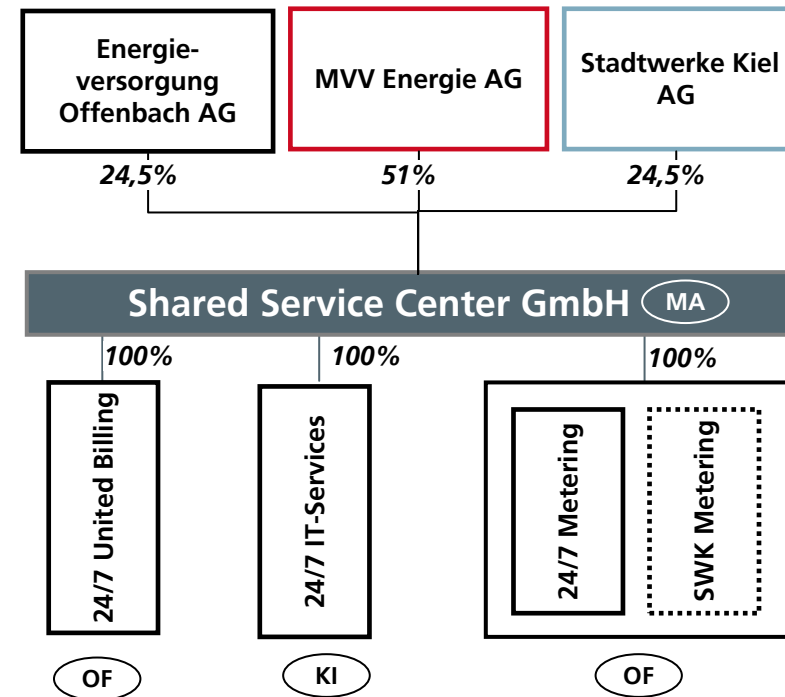 Energie-
versorgung
Offenbach AG
MVV Energie AG
Stadtwerke Kiel
AG
24,5%
51%
24,5%
Shared Service Center GmbH
MA
100%
100%
100%
24/7 United Billing
24/7 IT-Services
24/7 Metering
SWK Metering
OF
KI
OF